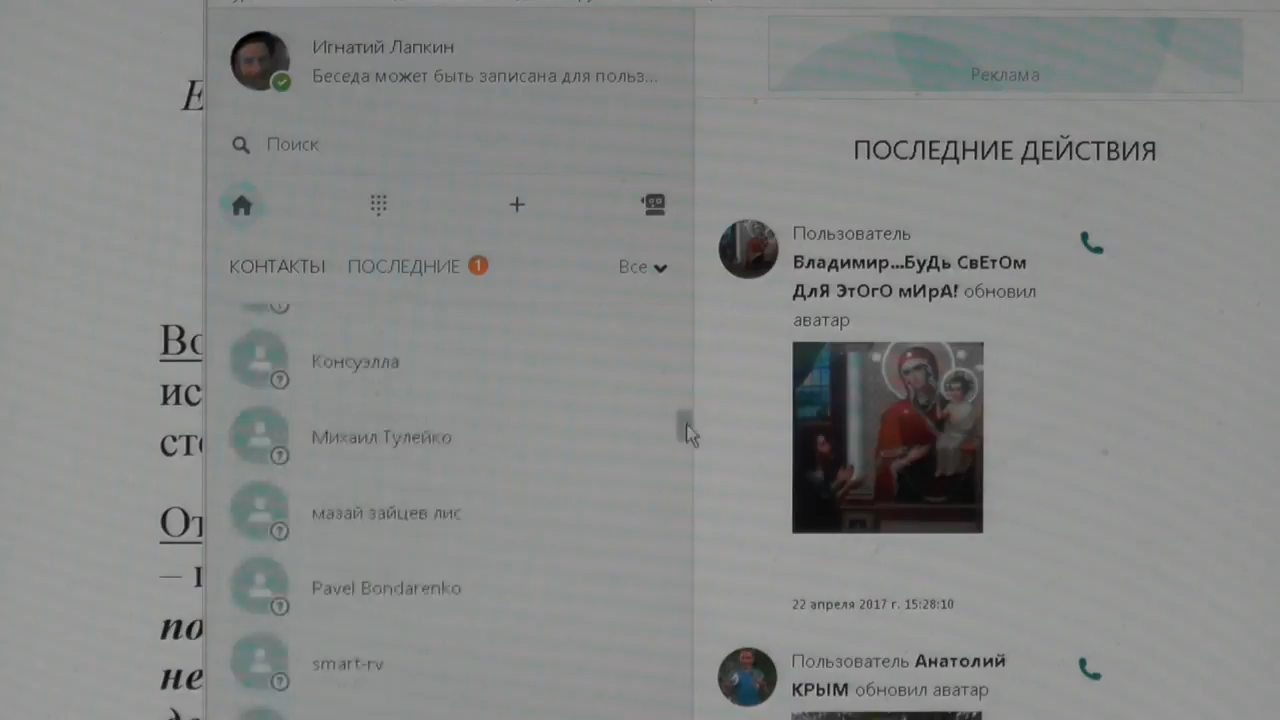 Игнатий Лапкин
Беседа может быть записана для польз...
Поиск
КОНТАКТЫ ПОСЛЕДНИЕ 1 Все
Консуэлла
Михаил Тулейко
мазай зайцев лис
Pavel Bondarenko
smart-rv
Реклама
ПОСЛЕДНИЕ ДЕЙСТВИЯ
Пользователь
Владимир...БуДь СвЕтОм
ДлЯ ЭтОгО мИрА! обновил
аватар
22 апреля 2017 г. 15:28:10
Пользователь Анатолий
КРЫМ обновил аватар